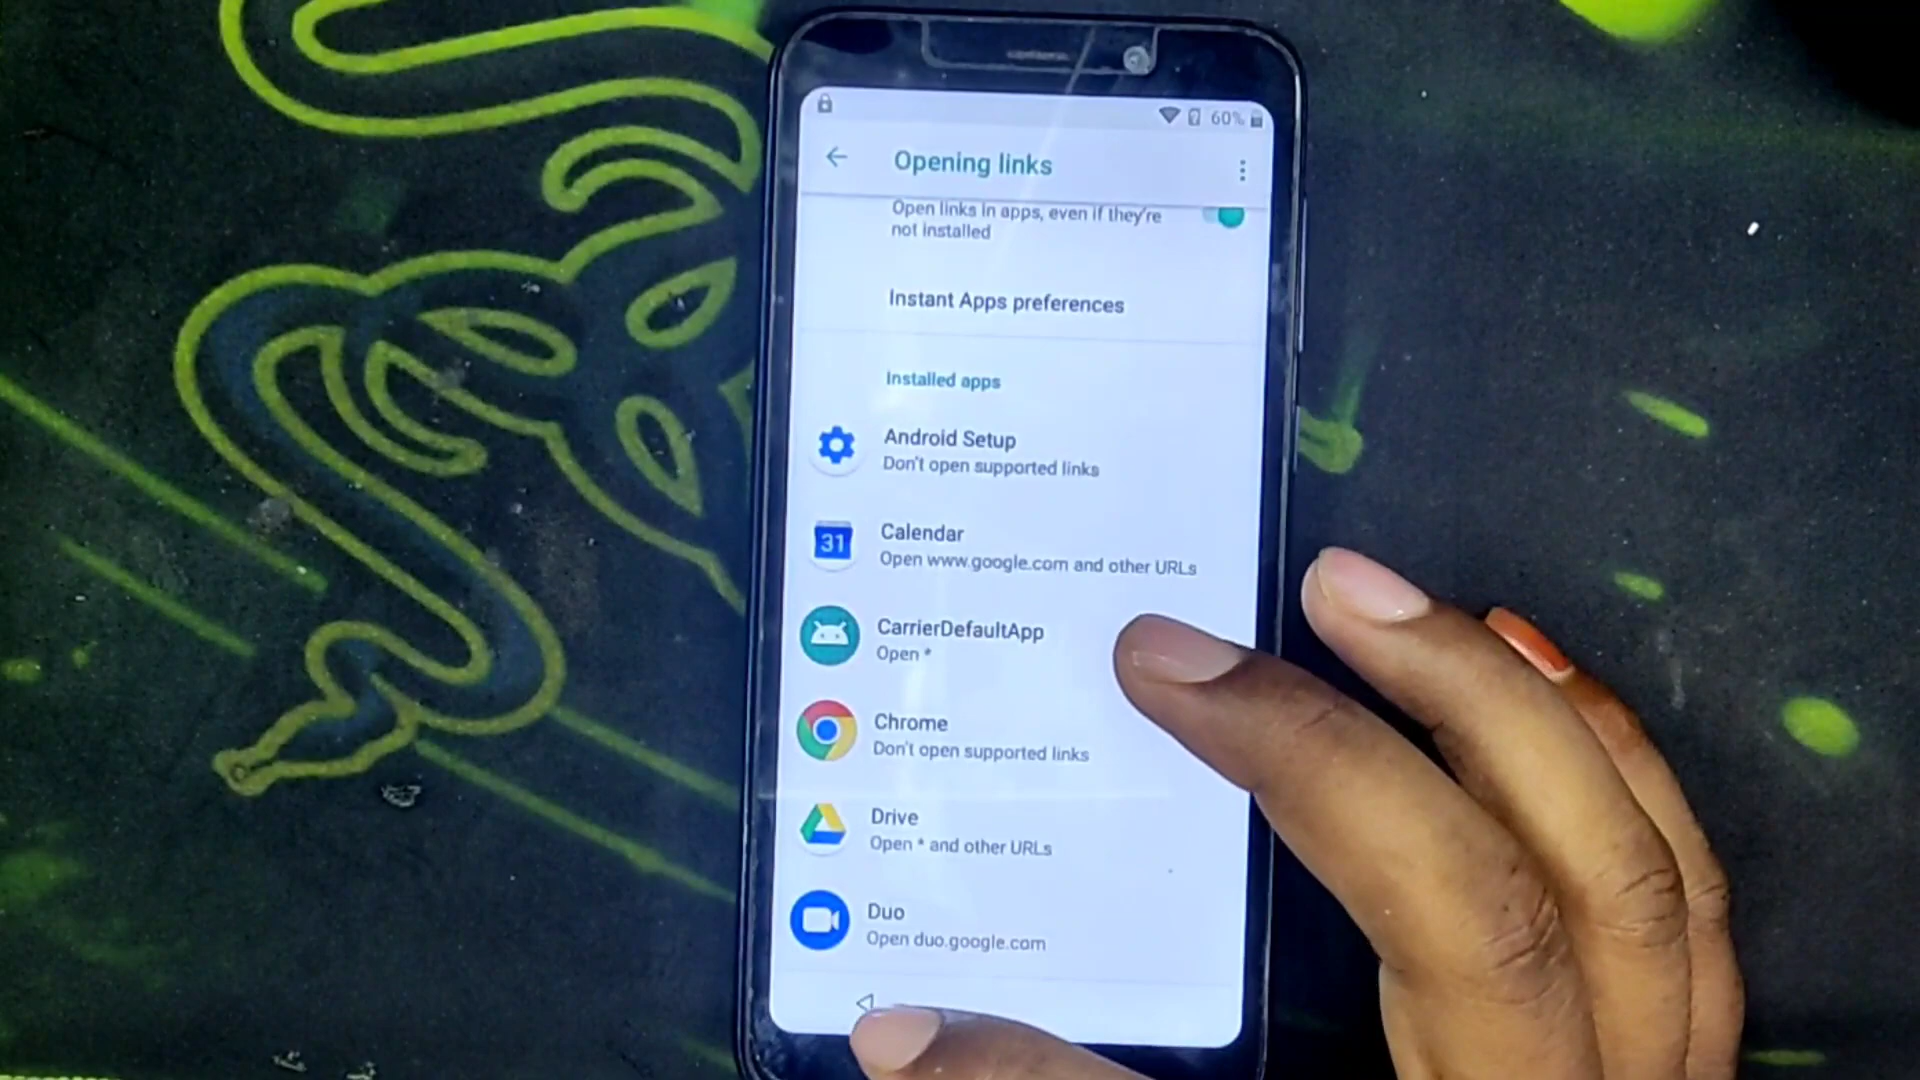 60%
Opening links
Open links in apps, even if they're
not installed
Instant Apps preferences
Installed apps
Android Setup
Don't open supported links
31
Calendar
Open www.google.com and other URLs
CarrierDefaultApp
Open *
Chrome
Don't open supported links
Drive
Open * and other URLs
Duo
Open duo.google.com